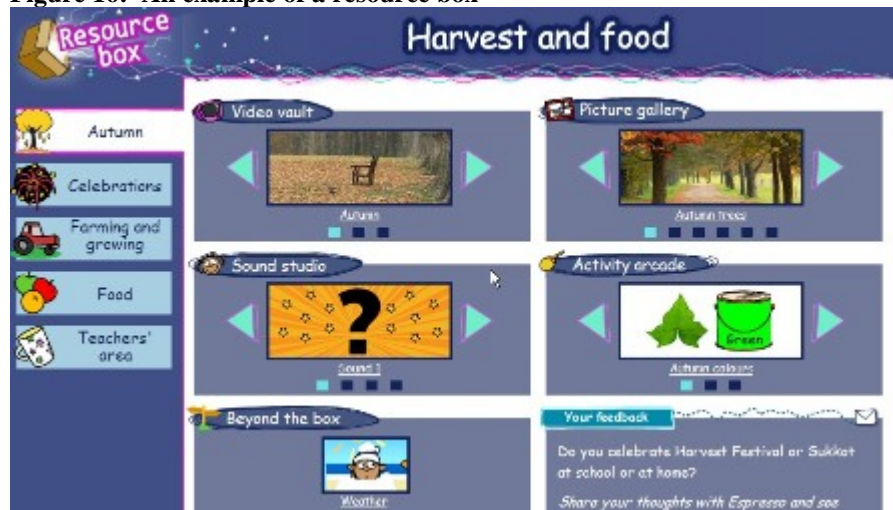 Figure 10: An example of a resource box
Resource
box
Harvest and food
Autumn
Celebrations
Farming and
growing
Food
Teachers'
area
Video vault
Autumn
Picture gallery
Autumn trees
Sound studio
Sound 1
Activity arcade
Green
Autumn colours
Beyond the box
Weather
Your feedback
Do you celebrate Harvest Festival or Sukkot
at school or at home?
Share your thoughts with Espresso and see